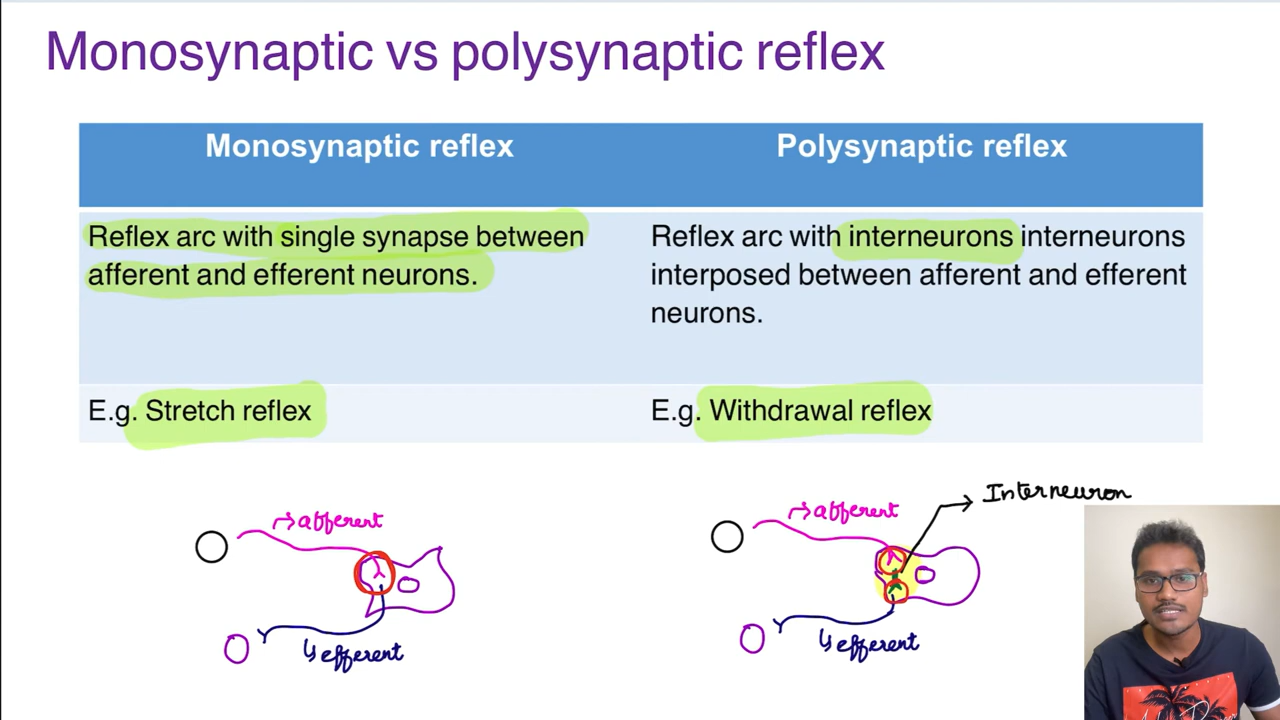 Monosynaptic vs polysynaptic reflex
Monosynaptic reflex
Polysynaptic reflex
Reflex arc with single synapse between
afferent and efferent neurons.
Reflex arc with interneurons interneurons
interposed between afferent and efferent
neurons.
E.g. Stretch reflex
E.g. Withdrawal reflex
Interneuron
afferent
afferent
efferent
efferent